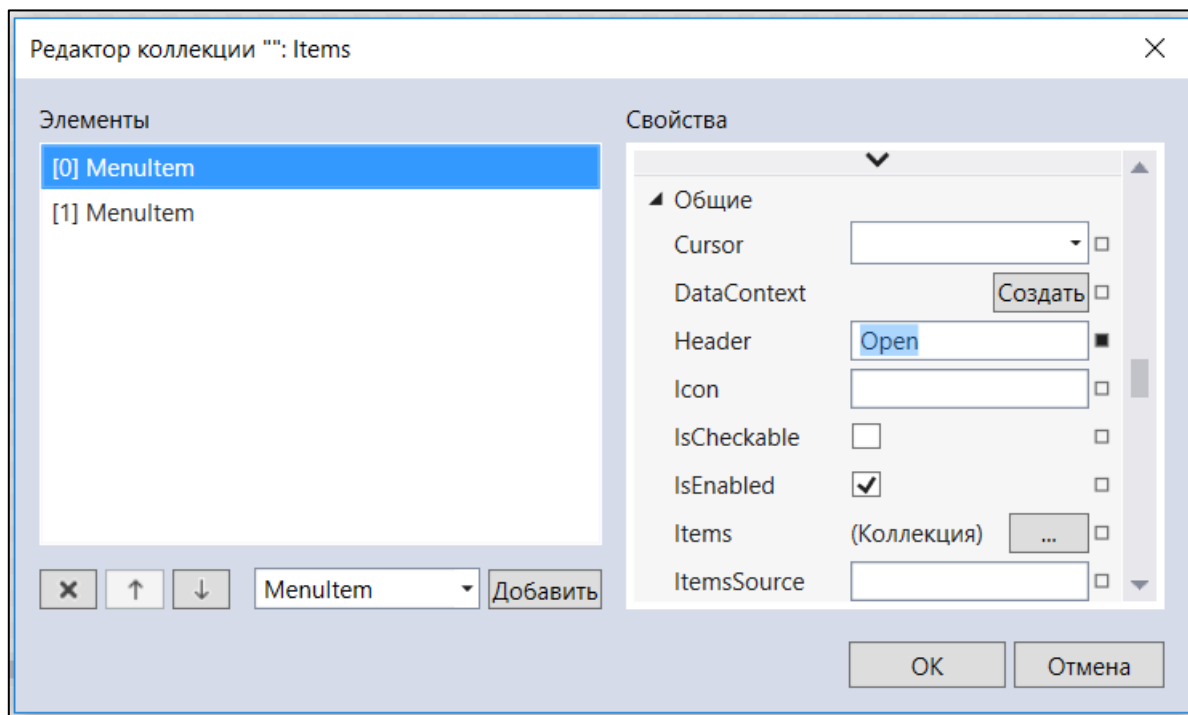 Редактор коллекции "": Items
Элементы
[0] MenuItem
[1] MenuItem
MenuItem
Добавить
Свойства
Общие
Cursor
DataContext Создать
Header Open
Icon
IsCheckable
IsEnabled
Items (Коллекция) ...
ItemsSource
ОК Отмена